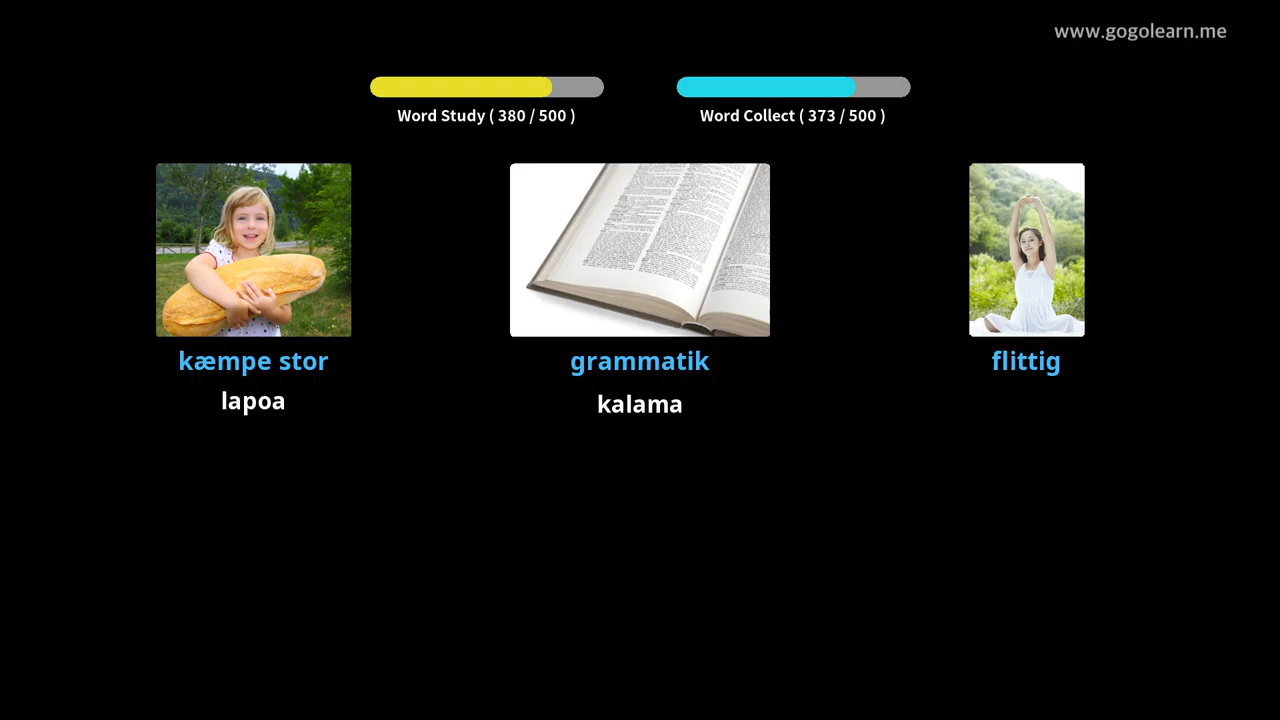 www.gogolearn.me
Word Study ( 380 / 500 )
Word Collect ( 373 / 500 )
kæmpe stor
grammatik
flittig
lapoa
kalama